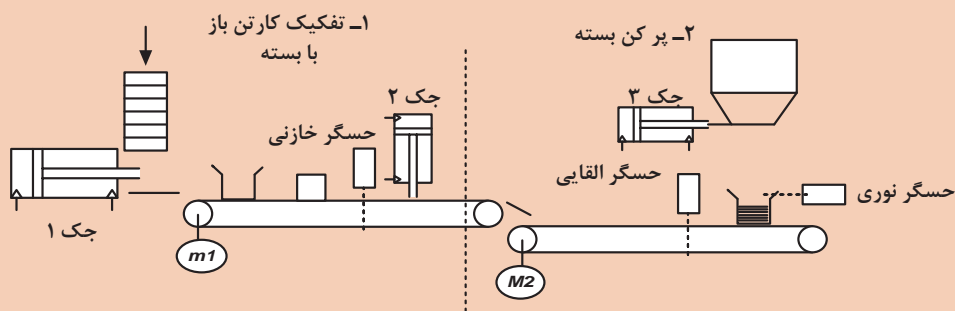 ۱ـ تفکیک کارتن باز
با بسته
۲ـ پر کن بسته
جک ۲
جک ۳
حسگر خازنی
حسگر القایی
حسگر نوری
جک ۱
m1
M2